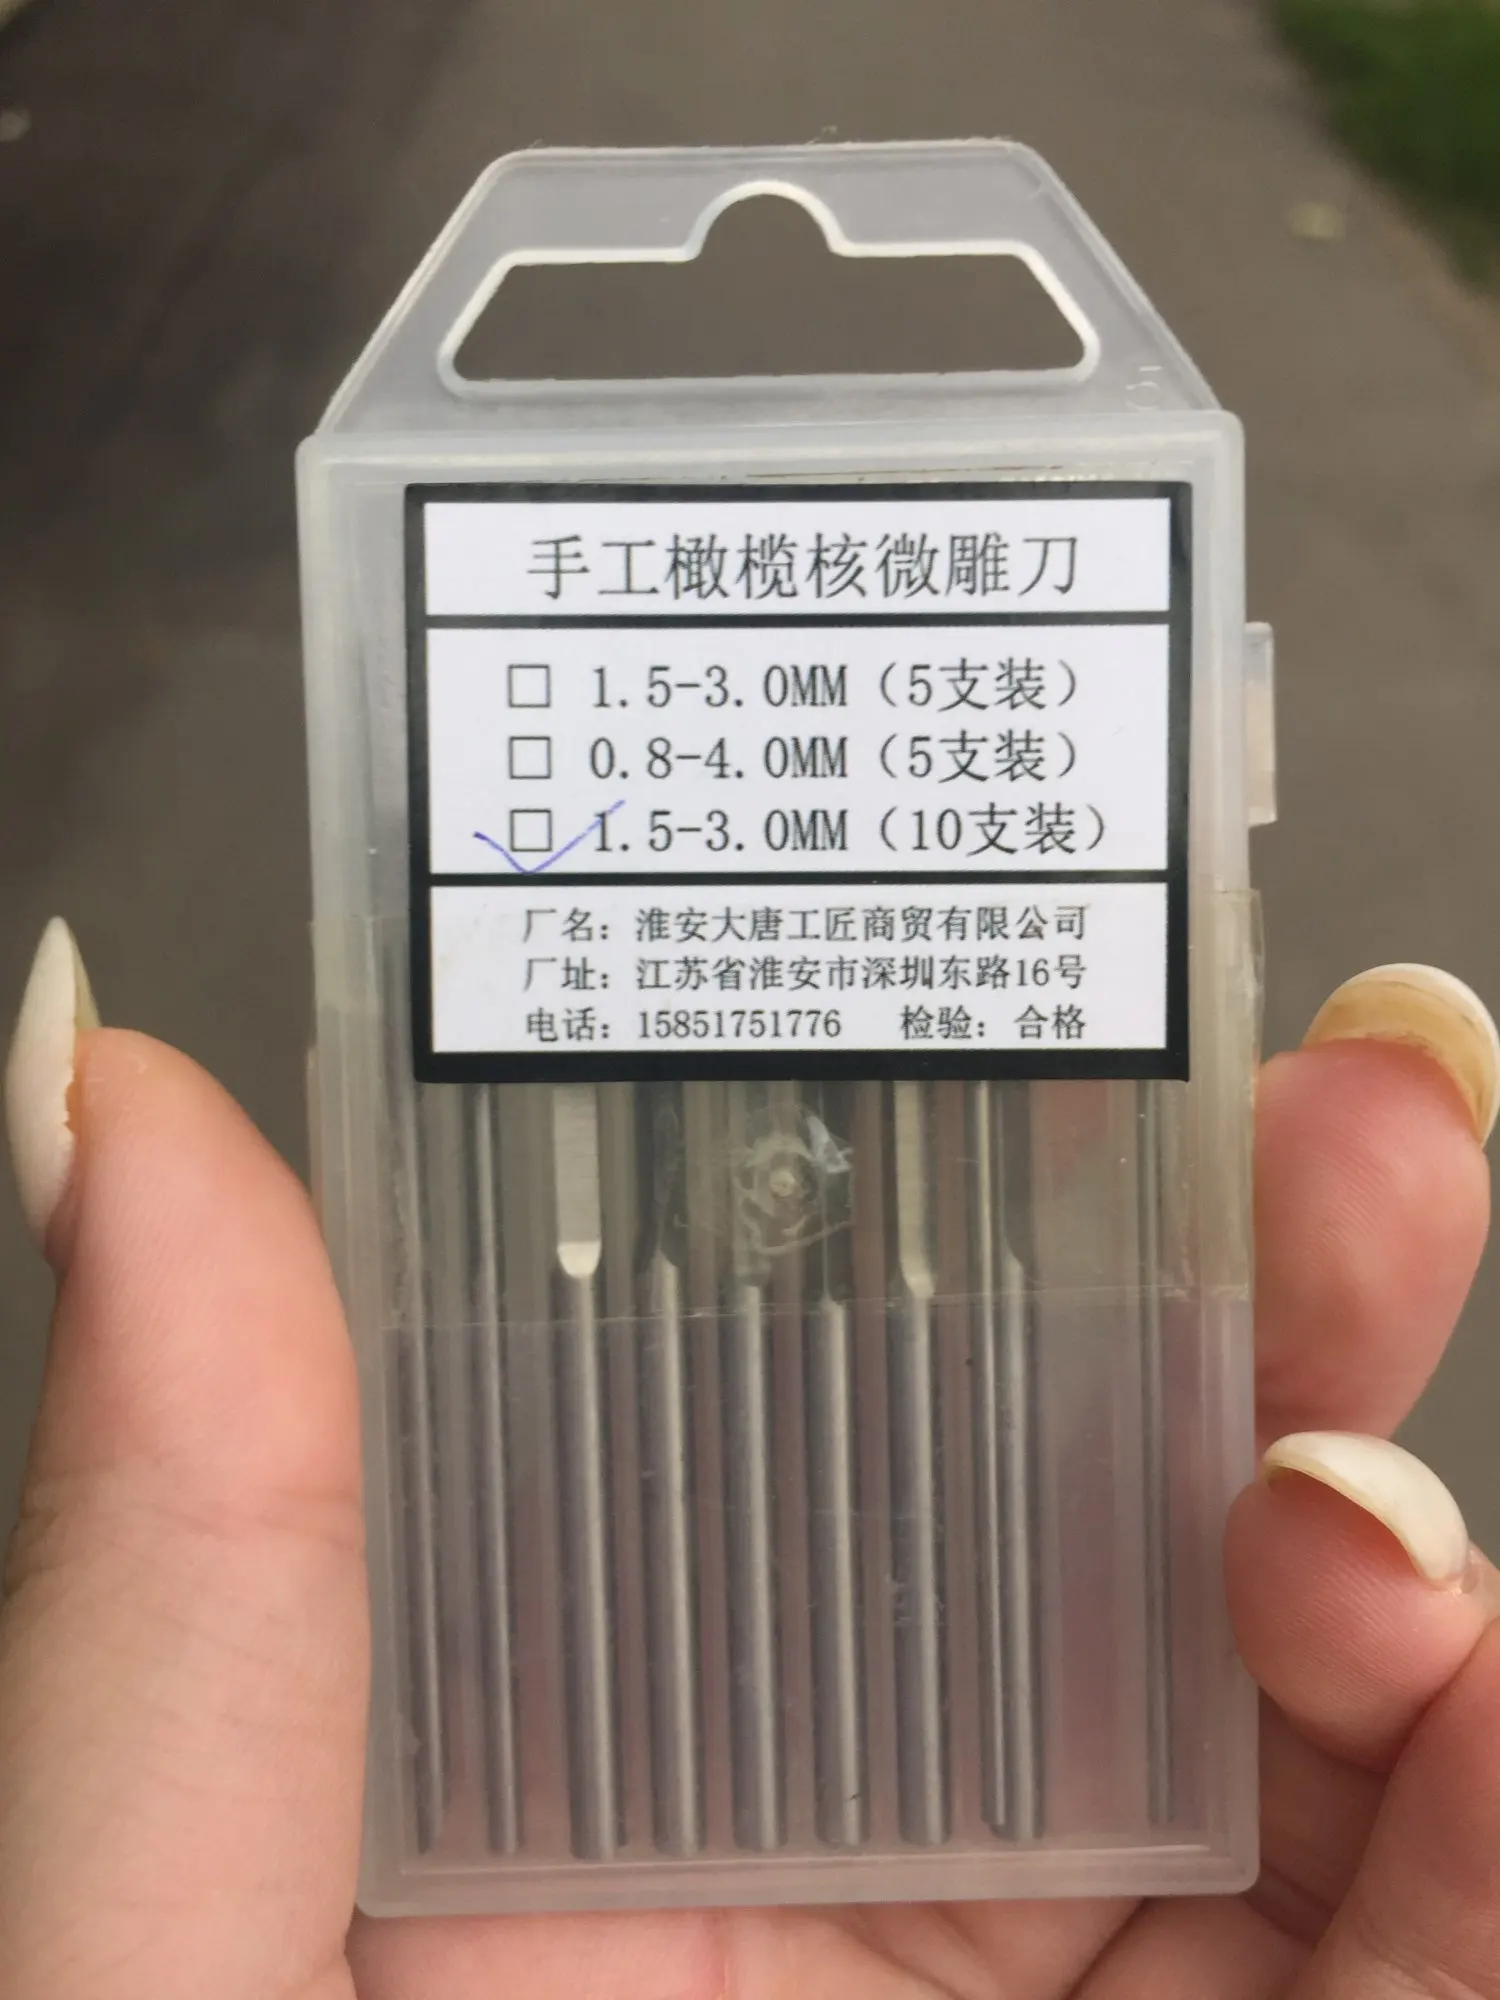 手工橄榄核微雕刀
□ 1.5-3.0MM（5支装）
□ 0.8-4.0MM（5支装）
□ 1.5-3.0MM（10支装）
厂名：淮安大唐工匠商贸有限公司
厂址：江苏省淮安市深圳东路16号
电话：15851751776 检验：合格